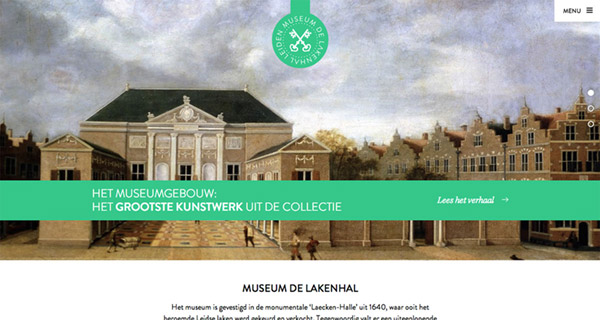 MENU
MUSEUM DE LAKENHAL LEIDEN
HET MUSEUMGEBOUW:
HET GROOTSTE KUNSTWERK UIT DE COLLECTIE
Lees het verhaal
MUSEUM DE LAKENHAL
Het museum is gevestigd in de monumentale 'Laecken-Halle' uit 1640, waar ooit het
beroemde Leidse laken werd gekeurd en verkocht. Tegenwoordig valt er een uiteenlopende